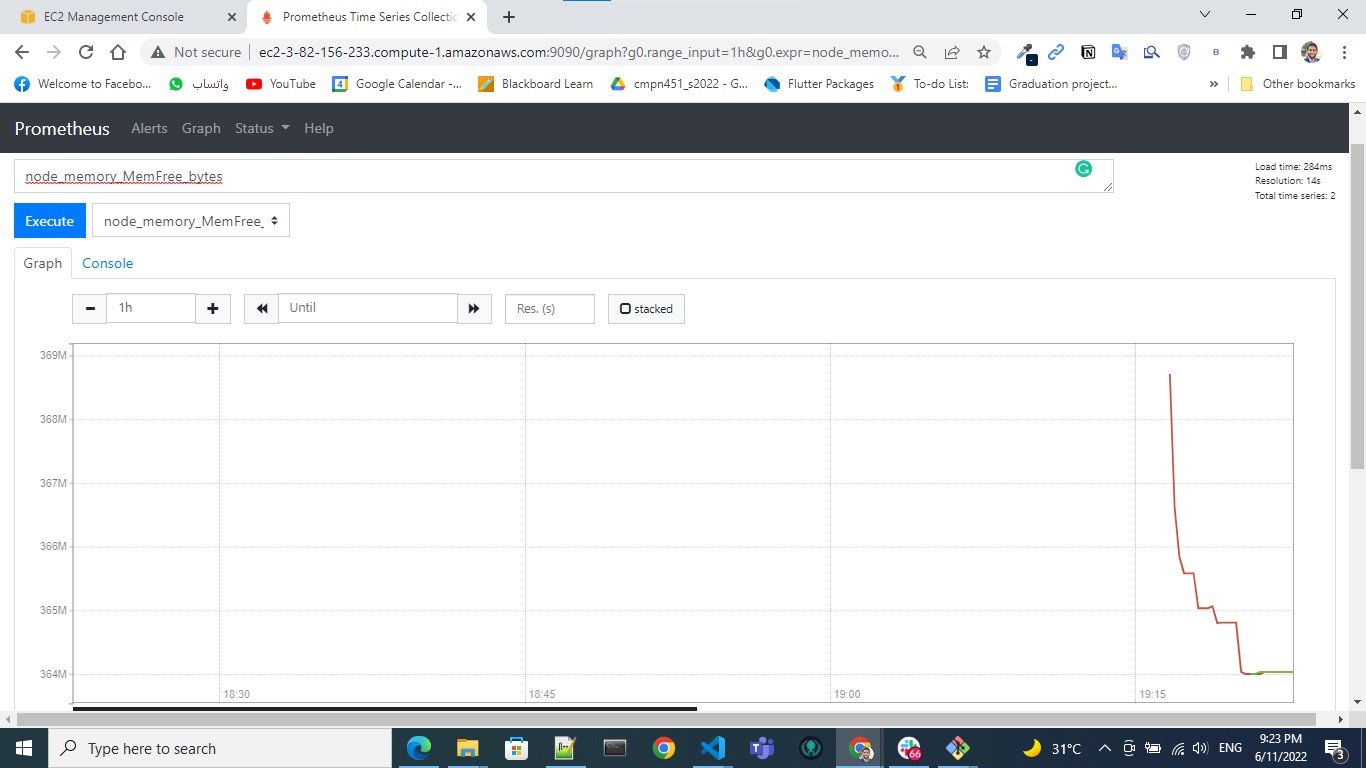 EC2 Management Console
Prometheus Time Series Collectic
Not secure
ec2-3-82-156-233.compute-1.amazonaws.com:9090/graph?g0.range_input=1h&g0.expr=node_memo...
Welcome to Facebo...
واتساب
YouTube
4
Google Calendar -...
Blackboard Learn
cmpn451_s2022 - G...
Flutter Packages
To-do List:
Graduation project...
»
Other bookmarks
Prometheus
Alerts
Graph
Status
Help
node_memory_MemFree_bytes
Load time: 284ms
Resolution: 14s
Total time series: 2
Execute
node_memory_MemFree_
Graph
Console
1h
Until
Res. (s)
stacked
369M
368M
367M
366M
365M
364M
18:30
18:45
19:00
19:15
Type here to search
66
31°C
ENG
9:23 PM
6/11/2022
3